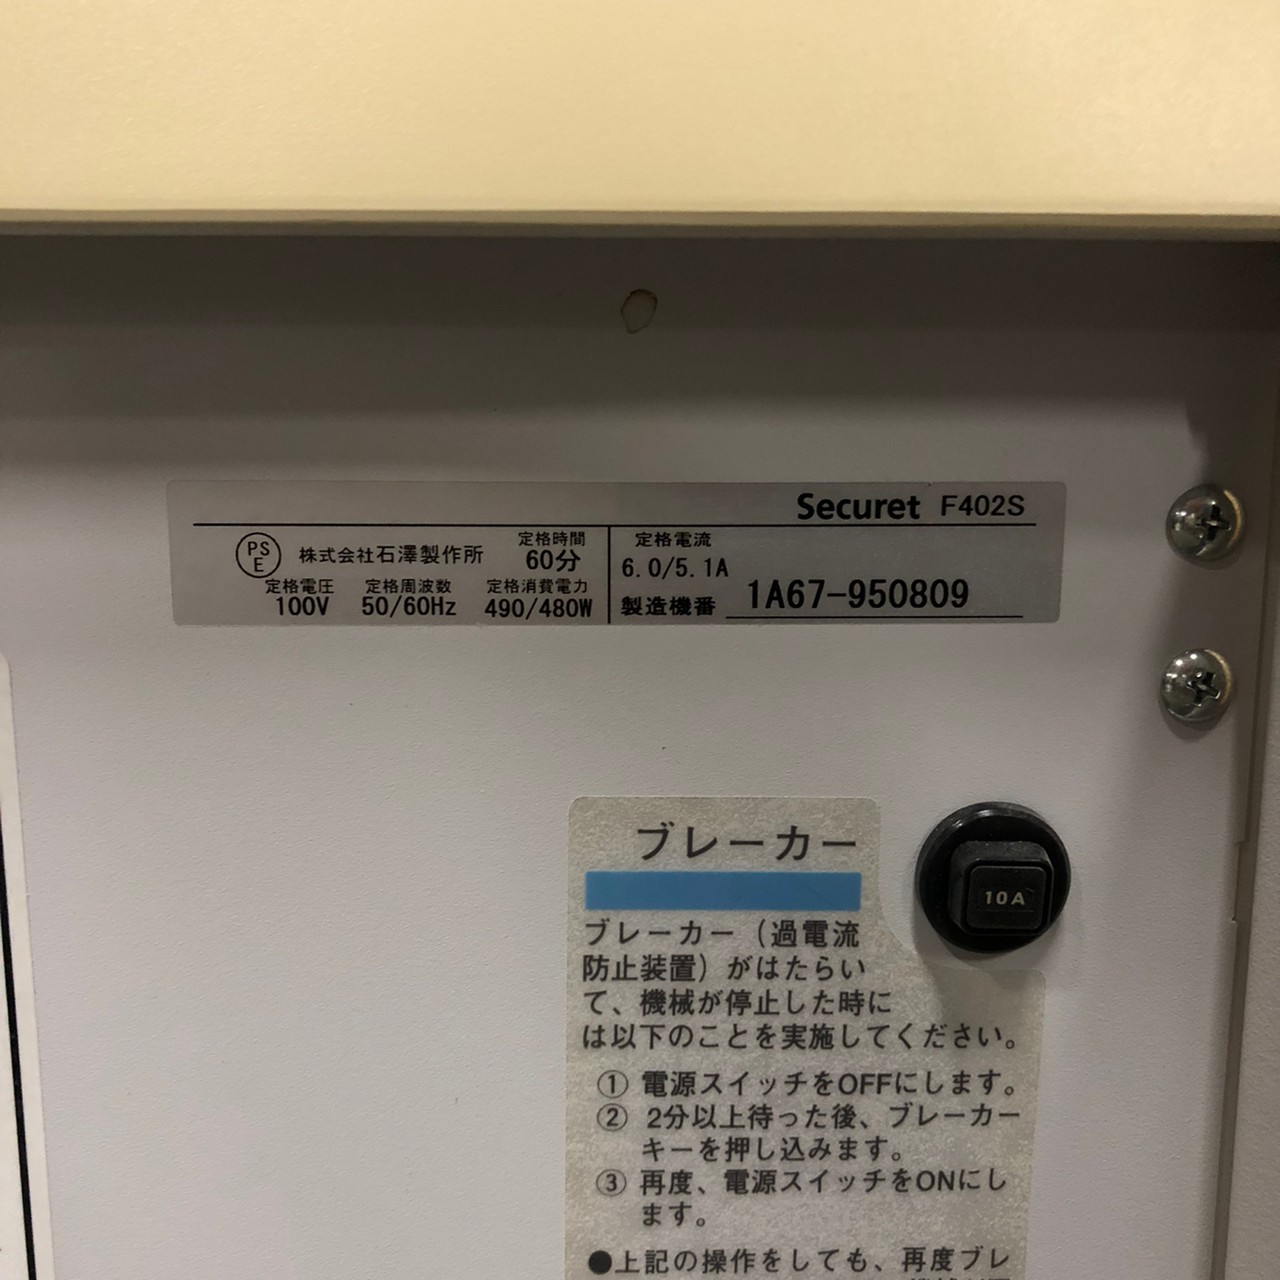 Securet F402S
PSE 株式会社石澤製作所 定格時間 60分
定格電圧 100V 定格周波数 50/60Hz 定格消費電力 490/480W
定格電流
6.0/5.1A
製造機番 1A67-950809
10A
ブレーカー
ブレーカー（過電流
防止装置）がはたらい
て、機械が停止した時に
は以下のことを実施してください。
① 電源スイッチをOFFにします。
② 2分以上待った後、ブレーカー
キーを押し込みます。
③ 再度、電源スイッチをONにし
ます。
●上記の操作をしても、再度ブレ